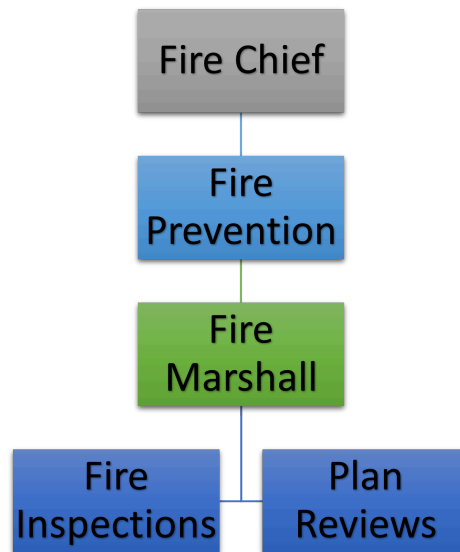 Fire Chief
Fire
Prevention
Fire
Marshall
Fire
Inspections
Plan
Reviews